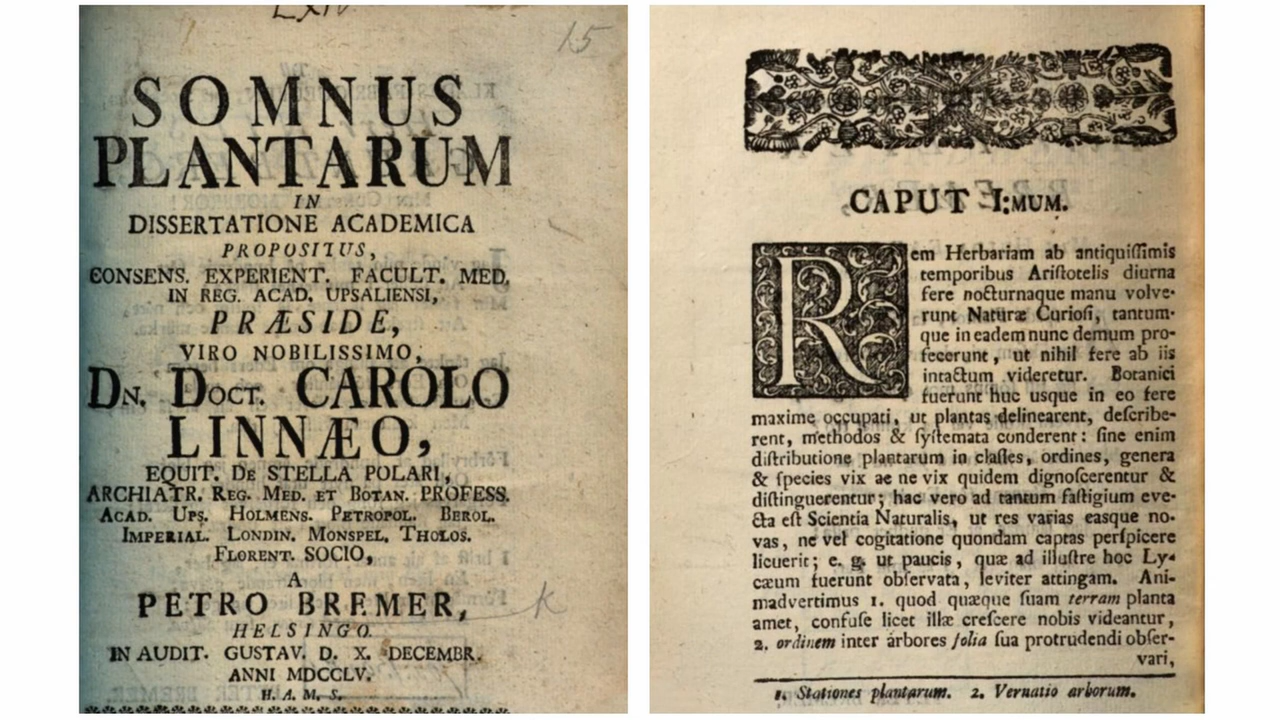 LXIV.
15
SOMNUS
PLANTARUM
IN
DISSERTATIONE ACADEMICA
PROPOSITUS,
CONSENS. EXPERIENT. FACULT. MED.
IN REG. ACAD. UPSALIENSI,
PRÆSIDE,
VIRO NOBILISSIMO,
DN. DOCT. CAROLO
LINNÆO,
EQUIT. DE STELLA POLARI,
ARCHIATR. REG. MED. ET BOTAN. PROFESS.
ACAD. UPS. HOLMENS. PETROPOL. BEROL.
IMPERIAL. LONDIN. MONSPEL. THOLOS.
FLORENT. SOCIO,
A
PETRO BREMER,
k
HELSINGO.
IN AUDIT. GUSTAV. D. X. DECEMBR.
ANNI MDCCLV.
H. A. M. S.
CAPUT I:MUM.
Rem Herbariam ab antiquiſſimis
temporibus Ariſtotelis diurna
fere nocturnaque manu volve-
runt Naturæ Curioſi, tantum-
que in eadem nunc demum pro-
fecerunt, ut nihil fere ab iis
intactum videretur. Botanici
fuerunt huc usque in eo fere
maxime occupati, ut plantas delinearent, deſcribe-
rent, methodos & ſyſtemata conderent: ſine enim
diſtributione plantarum in claſſes, ordines, genera
& ſpecies vix ac ne vix quidem dignoſcerentur &
diſtinguerentur; hac vero ad tantum faſtigium eve-
cta eſt Scientia Naturalis, ut res varias easque no-
vas, ne vel cogitatione quondam captas perſpicere
licuerit; e. g. ut paucis, quæ ad illuſtre hoc Ly-
cæum fuerunt obſervata, leviter attingam. Ani-
madvertimus 1. quod quæque ſuam terram planta
amet, confuſe licet illæ creſcere nobis videantur,
2. ordinem inter arbores folia ſua protrudendi obſer-
vari,
1. Stationes plantarum. 2. Vernatio arborum.